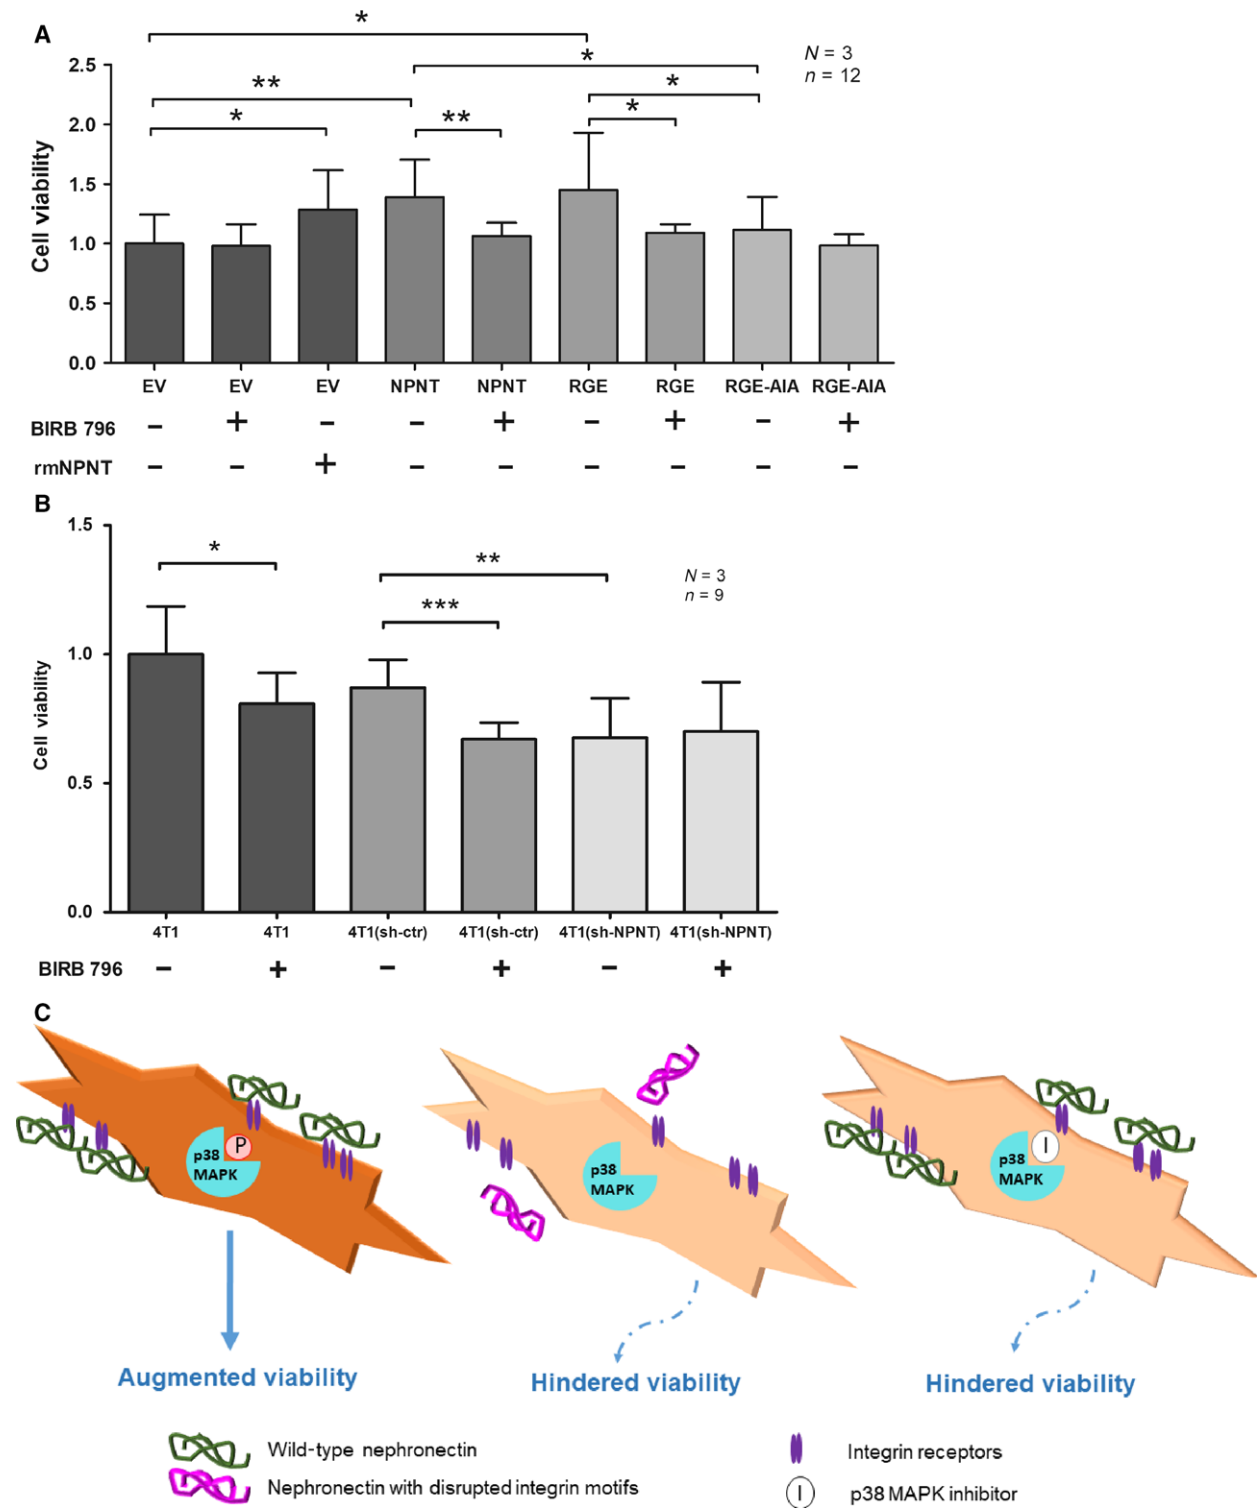 A
*
*
N = 3
n = 12
**
*
*
**
*
2.5
2.0
1.5
1.0
0.5
0.0
Cell viability
EV EV EV NPNT NPNT RGE RGE RGE-AIA RGE-AIA
BIRB 796 – + – – + – + – +
rmNPNT – – + – – – – – –
B
*
**
***
N = 3
n = 9
1.5
1.0
0.5
0.0
Cell viability
4T1 4T1 4T1(sh-ctr) 4T1(sh-ctr) 4T1(sh-NPNT) 4T1(sh-NPNT)
BIRB 796 – + – + – +
C
p38 P
MAPK
p38
MAPK
p38 I
MAPK
Augmented viability
Hindered viability
Hindered viability
Wild-type nephronectin
Nephronectin with disrupted integrin motifs
Integrin receptors
I p38 MAPK inhibitor